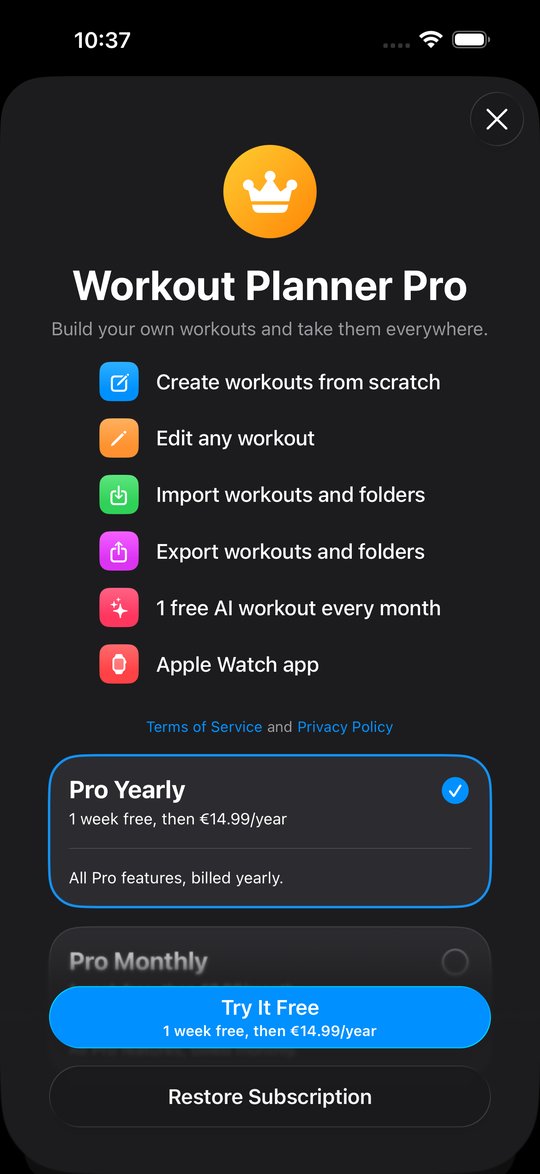 10:37
Workout Planner Pro
Build your own workouts and take them everywhere.
Create workouts from scratch
Edit any workout
Import workouts and folders
Export workouts and folders
1 free AI workout every month
Apple Watch app
Terms of Service and Privacy Policy
Pro Yearly
1 week free, then €14.99/year
All Pro features, billed yearly.
Pro Monthly
Try It Free
1 week free, then €14.99/year
Restore Subscription